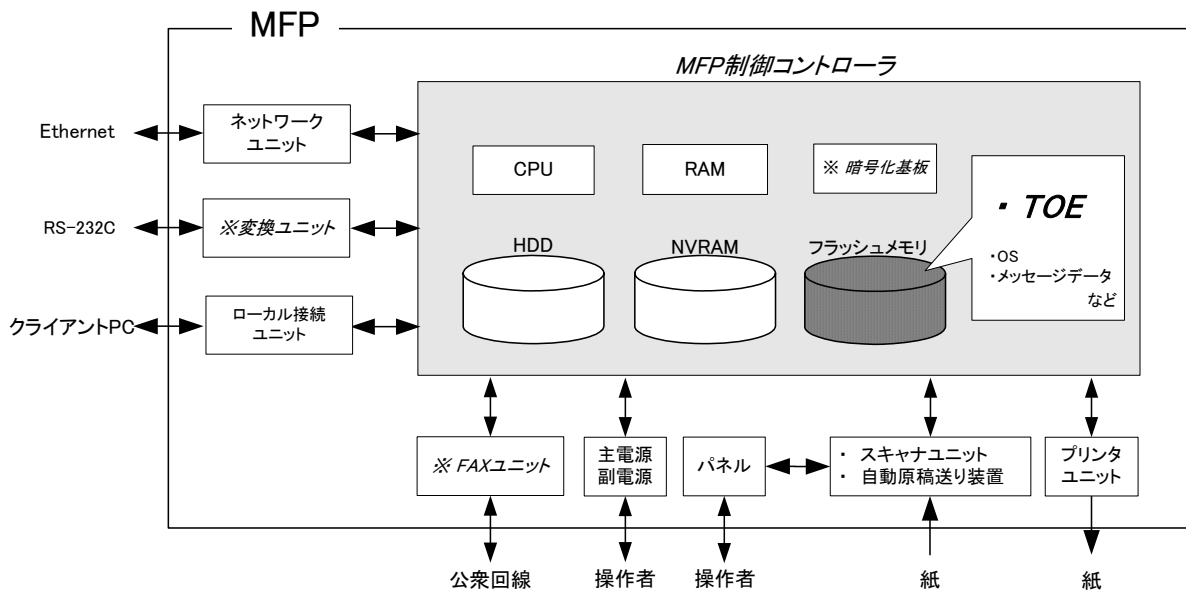 MFP
MFP制御コントローラ
Ethernet
ネットワーク
ユニット
CPU
RAM
※ 暗号化基板
・ TOE
・OS
・メッセージデータ
など
RS-232C
※変換ユニット
HDD
NVRAM
フラッシュメモリ
クライアントPC
ローカル接続
ユニット
※ FAXユニット
主電源
副電源
パネル
・ スキャナユニット
・ 自動原稿送り装置
プリンタ
ユニット
公衆回線
操作者
操作者
紙
紙